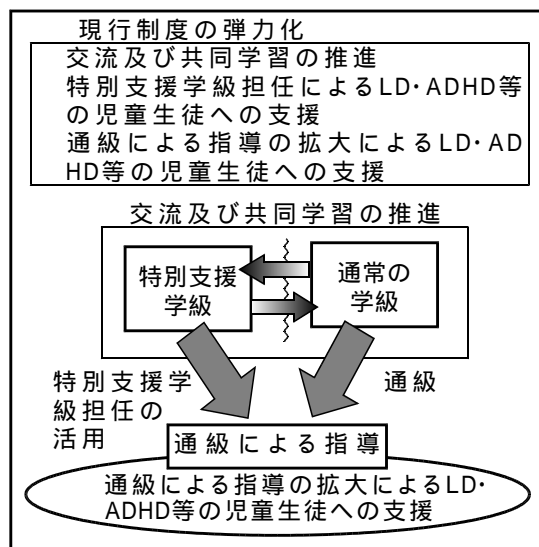 現行制度の弾力化
交流及び共同学習の推進
特別支援学級担任によるLD・ADHD等
の児童生徒への支援
通級による指導の拡大によるLD・AD
HD等の児童生徒への支援
交流及び共同学習の推進
特別支援
学級
通常の
学級
特別支援学
級担任の
活用
通級
通級による指導
通級による指導の拡大によるLD・
ADHD等の児童生徒への支援